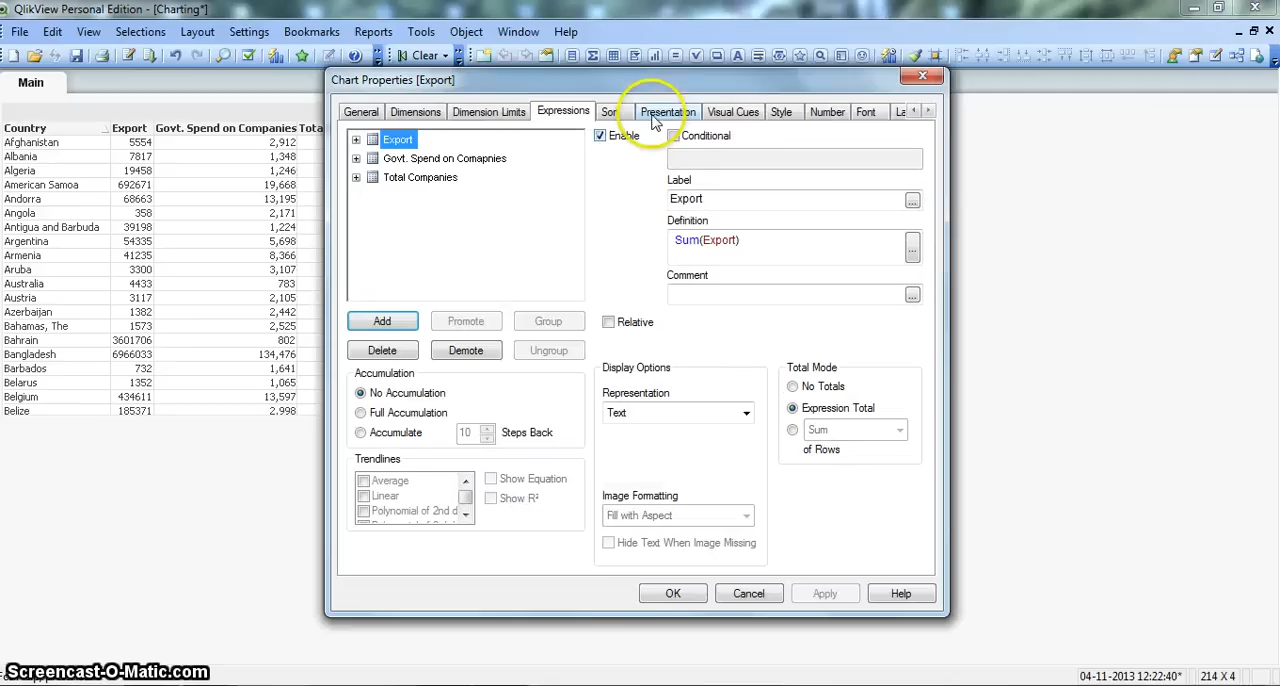 QlikView Personal Edition - [Charting*]
File Edit View Selections Layout Settings Bookmarks Reports Tools Object Window Help
Clear
Main
Chart Properties [Export]
General Dimensions Dimension Limits Expressions Presentation Visual Cues Style Number Font
Country Export Govt. Spend on Companies Total
Afghanistan 5554 2,912
Albania 7817 1,348
Algeria 19458 1,246
American Samoa 692671 19,668
Andorra 68663 13,195
Angola 358 2,171
Antigua and Barbuda 39198 1,224
Argentina 54335 5,698
Armenia 41235 8,366
Aruba 3300 3,107
Australia 4433 783
Austria 3117 2,105
Azerbaijan 1382 2,442
Bahamas, The 1573 2,525
Bahrain 3601706 802
Bangladesh 6966033 134,476
Barbados 732 1,641
Belarus 1352 1,065
Belgium 434611 13,597
Belize 185371 2.998
Export
Govt. Spend on Comapnies
Total Companies
Enable
Conditional
Label
Export
...
Definition
Sum(Export)
...
Comment
...
Add Promote Group
Relative
Delete Demote Ungroup
Accumulation
No Accumulation
Full Accumulation
Accumulate 10 Steps Back
Display Options
Representation
Text
Total Mode
No Totals
Expression Total
Sum
of Rows
Trendlines
Average
Linear
Polynomial of 2nd d
Show Equation
Show R²
Image Formatting
Fill with Aspect
Hide Text When Image Missing
OK Cancel Apply Help
Screencast-O-Matic.com
04-11-2013 12:22:40* 214 X 4